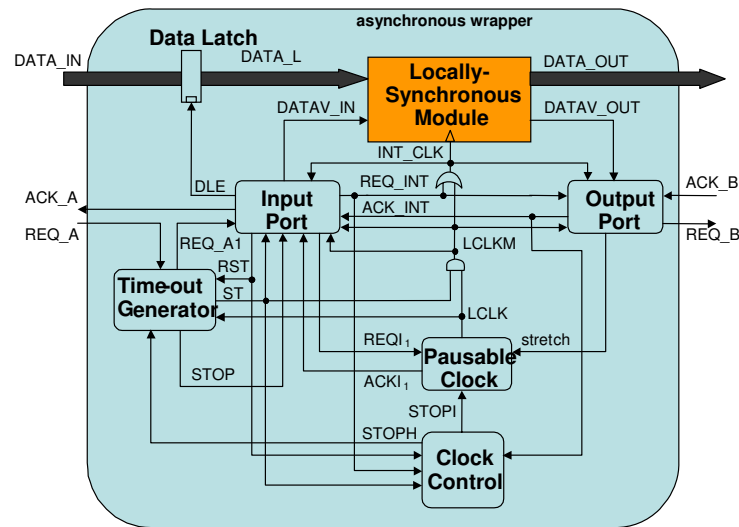 asynchronous wrapper
Data Latch
DATA_IN
DATA_L
DATA_OUT
Locally-
Synchronous
Module
DATAV_IN
DATAV_OUT
INT_CLK
DLE
REQ_INT
ACK_B
ACK_A
Input
Port
Output
Port
ACK_INT
REQ_A
REQ_A1
REQ_B
LCLKM
RST
Time-out
Generator
ST
LCLK
REQI1
stretch
Pausable
Clock
STOP
ACKI1
STOPI
STOPH
Clock
Control